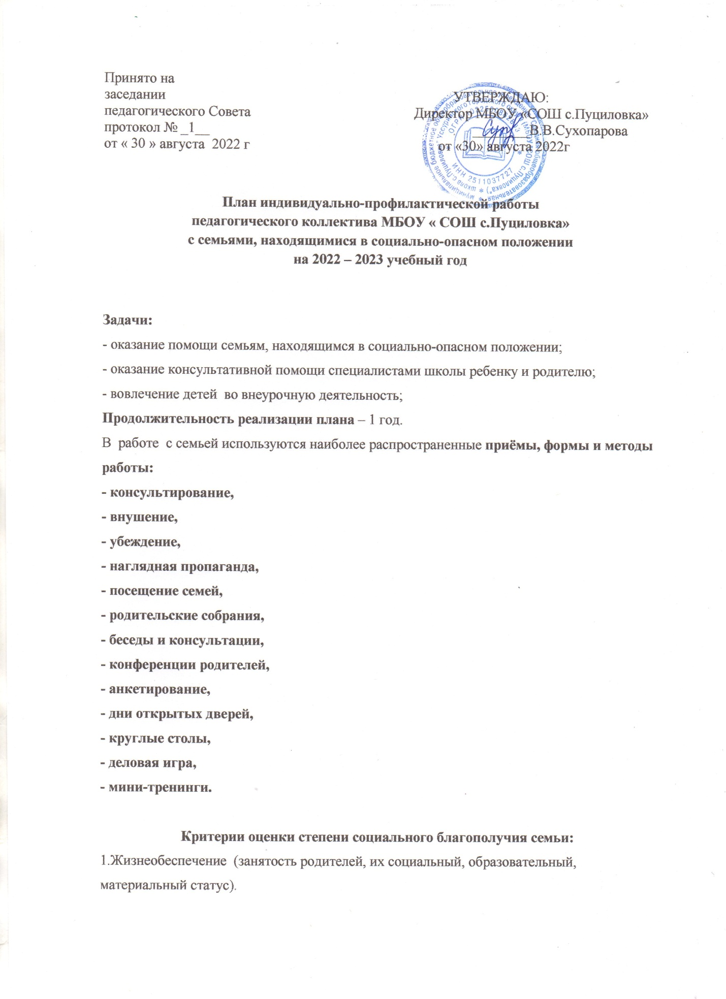 Принято на
заседании
педагогического Совета
протокол № _1__
от « 30 » августа 2022 г
УТВЕРЖДАЮ:
Директор МБОУ «СОШ с.Пуциловка»
________В.В.Сухопарова
от «30» августа 2022г
ИНН 2511037727
План индивидуально-профилактической работы
педагогического коллектива МБОУ « СОШ с.Пуциловка»
с семьями, находящимися в социально-опасном положении
на 2022 – 2023 учебный год
Задачи:
- оказание помощи семьям, находящимся в социально-опасном положении;
- оказание консультативной помощи специалистами школы ребенку и родителю;
- вовлечение детей во внеурочную деятельность;
Продолжительность реализации плана – 1 год.
В работе с семьей используются наиболее распространенные приёмы, формы и методы
работы:
- консультирование,
- внушение,
- убеждение,
- наглядная пропаганда,
- посещение семей,
- родительские собрания,
- беседы и консультации,
- конференции родителей,
- анкетирование,
- дни открытых дверей,
- круглые столы,
- деловая игра,
- мини-тренинги.
Критерии оценки степени социального благополучия семьи:
1.Жизнеобеспечение (занятость родителей, их социальный, образовательный,
материальный статус).